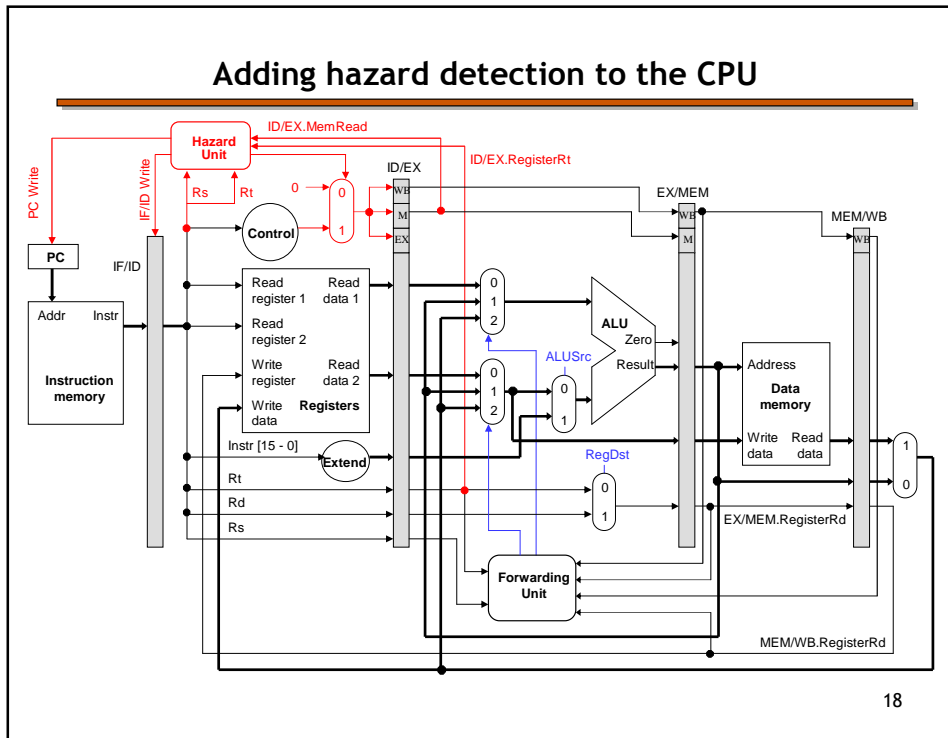 Adding hazard detection to the CPU
ID/EX.MemRead
Hazard
Unit
ID/EX.RegisterRt
ID/EX
PC Write
IF/ID Write
Rs
Rt
0
0
1
WB
M
EX
EX/MEM
WB
M
MEM/WB
WB
Control
PC
IF/ID
Addr
Instr
Instruction
memory
Read
register 1
Read
data 1
Read
register 2
Write
register
Read
data 2
Write
data
Registers
0
1
2
0
1
2
ALU
Zero
Result
ALUSrc
0
1
Address
Data
memory
Write
data
Read
data
1
0
Instr [15 - 0]
Extend
RegDst
0
1
Rt
Rd
Rs
EX/MEM.RegisterRd
Forwarding
Unit
MEM/WB.RegisterRd
18